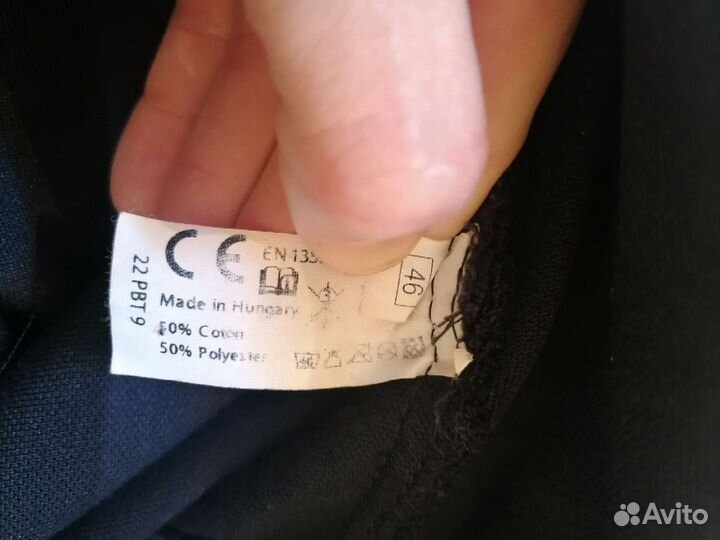 22 PBT 9
CE
EN 13
46
Made in Hungary
50% Coton
50% Polyester
Avito